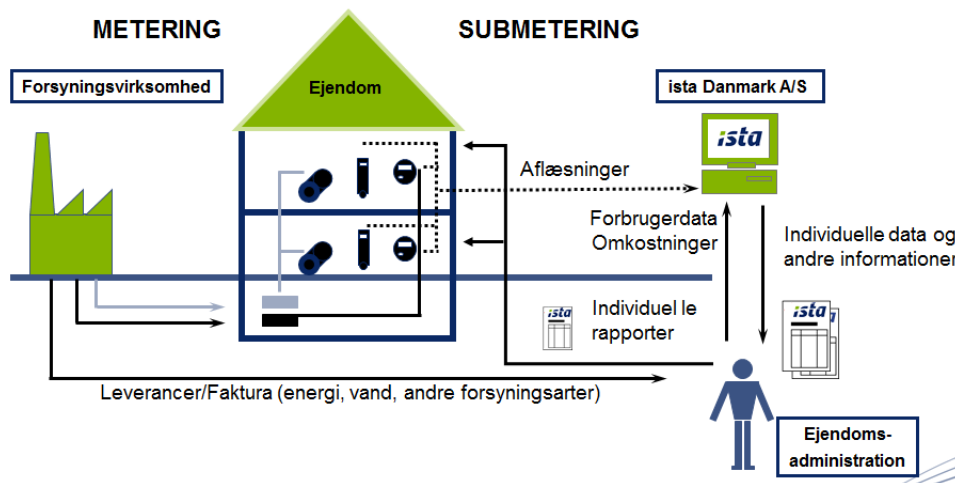 METERING
SUBMETERING
Forsyningsvirksomhed
Ejendom
ista Danmark A/S
ista
Aflæsninger
Forbrugerdata
Omkostninger
Individuelle data og
andre informationer
Individuel le
rapporter
ista
ista
ista
Leverancer/Faktura (energi, vand, andre forsyningsarter)
Ejendoms-
administration